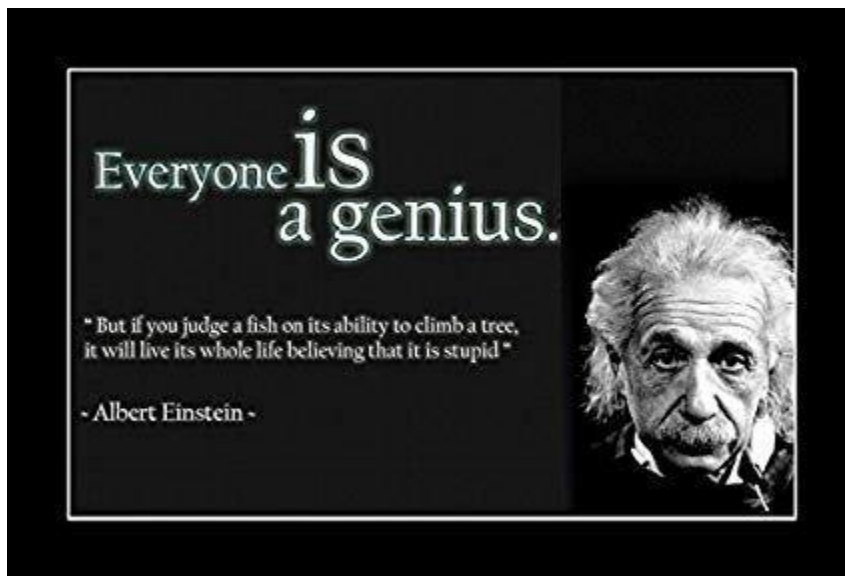 Everyone is
a genius.
“ But if you judge a fish on its ability to climb a tree,
it will live its whole life believing that it is stupid “
~ Albert Einstein ~